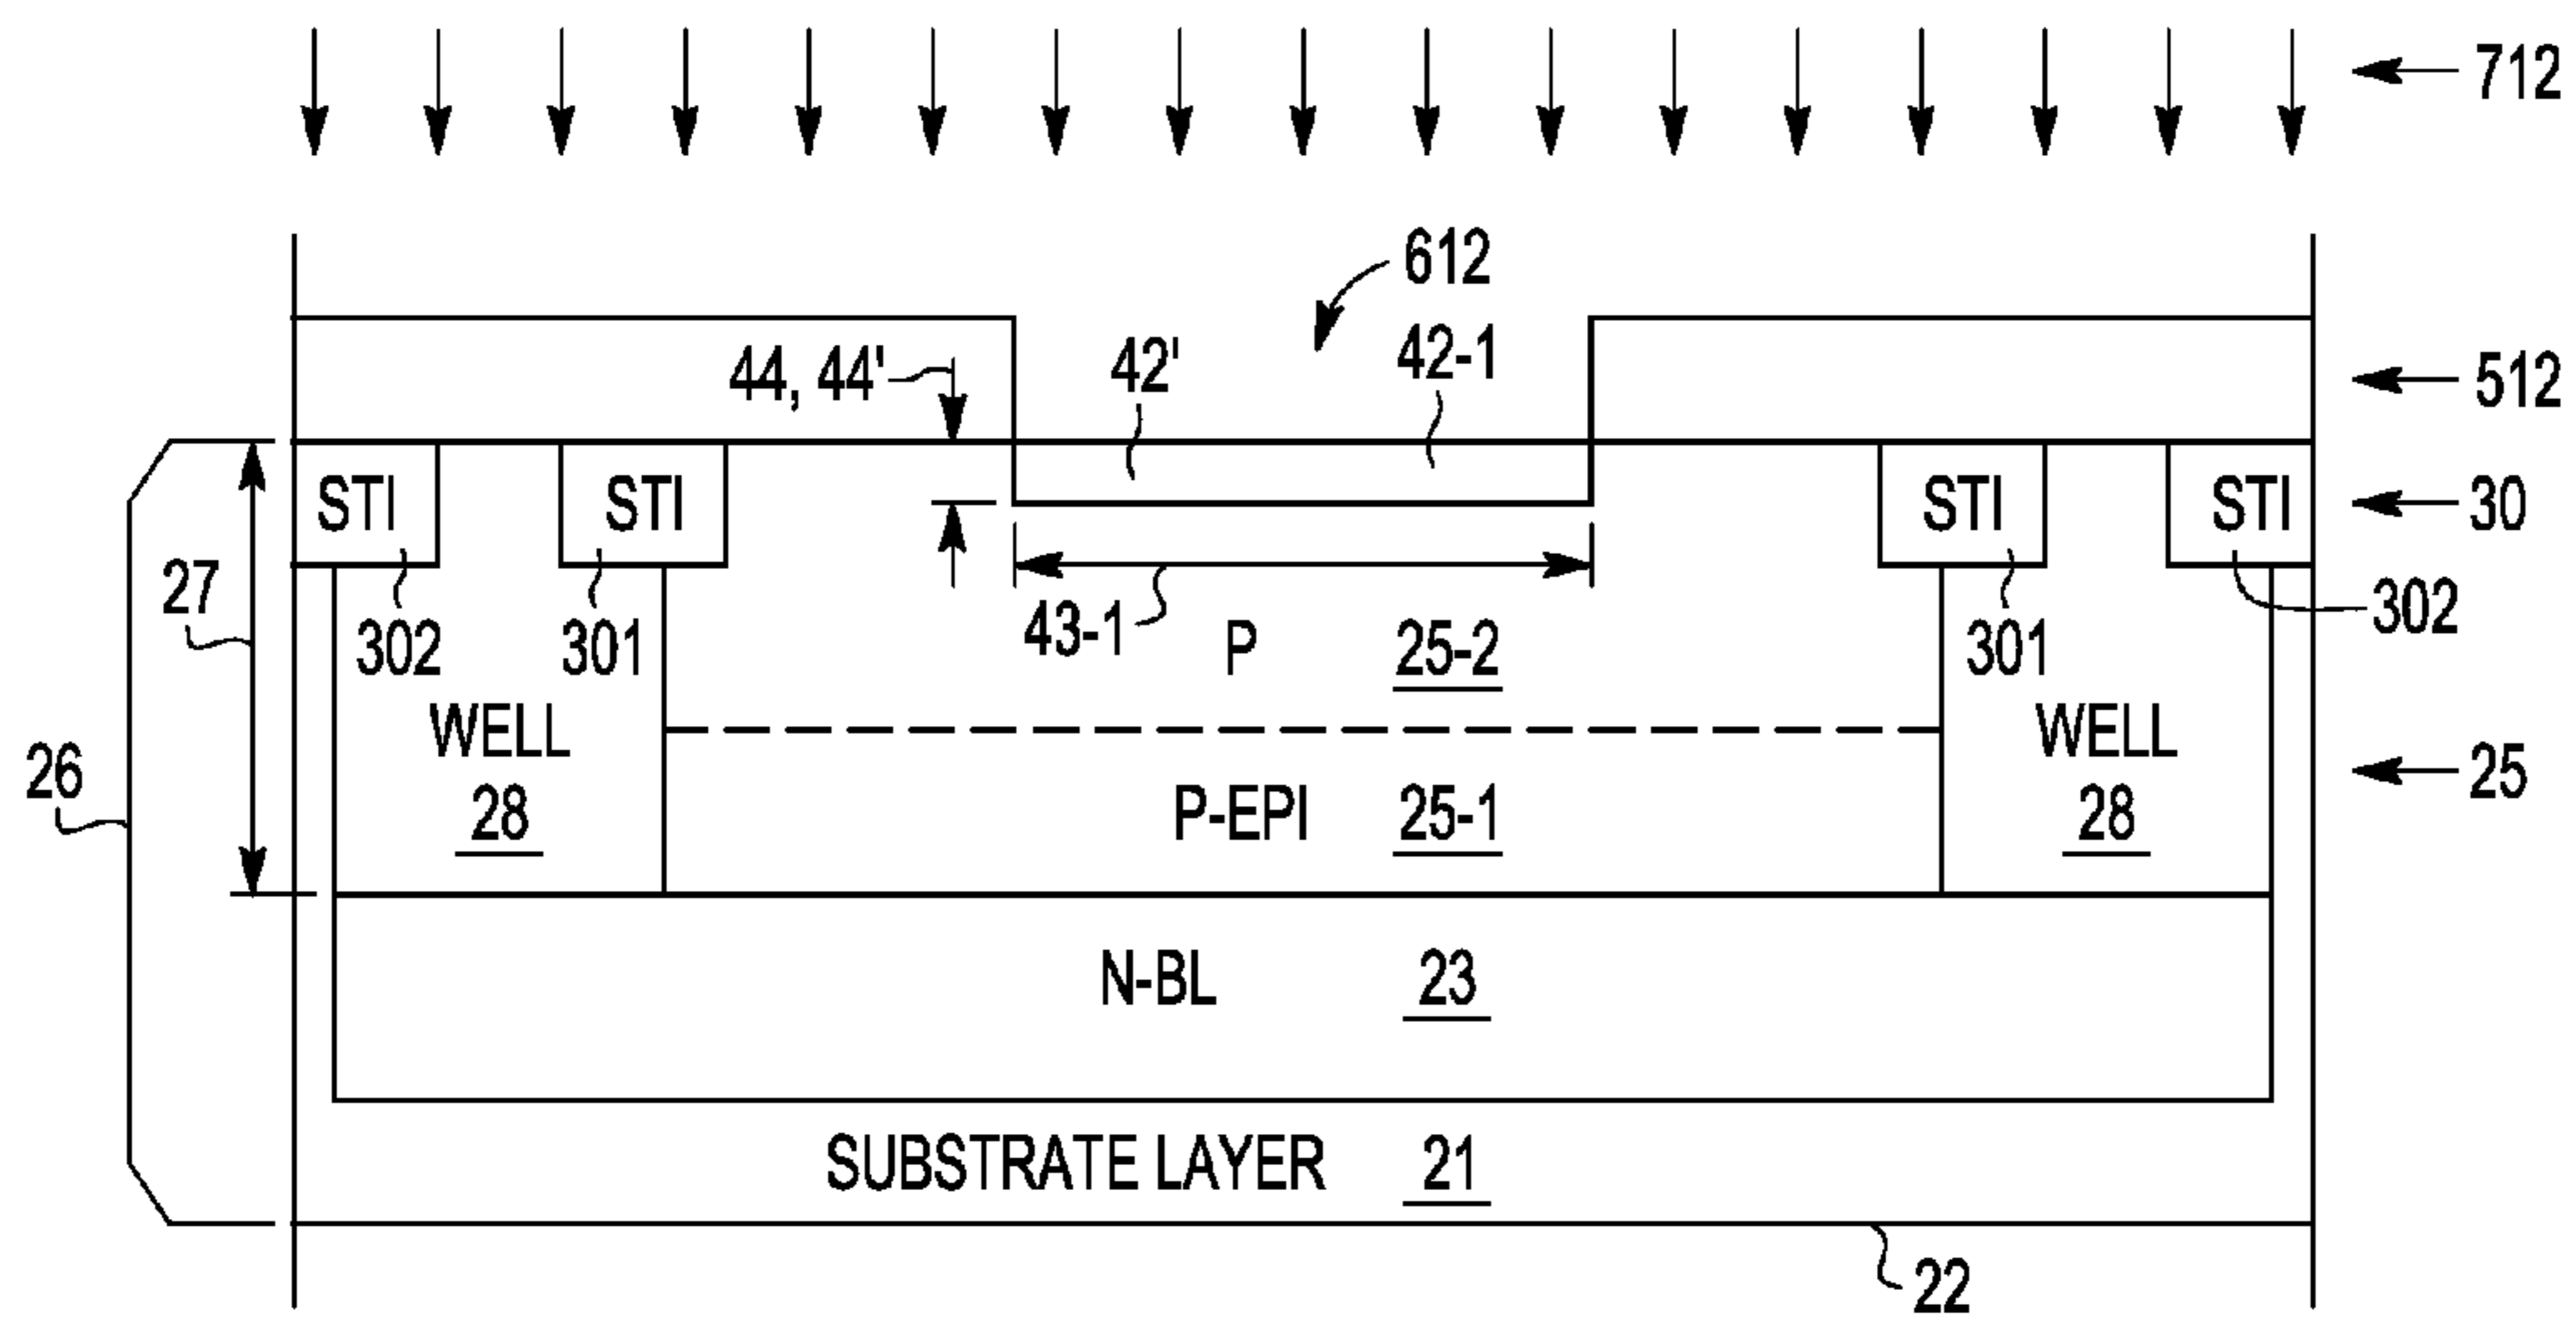 712
612
44, 44'
42'
42-1
512
STI
STI
STI
STI
30
27
302
301
43-1
P
25-2
301
302
WELL
28
WELL
28
26
P-EPI
25-1
25
N-BL
23
SUBSTRATE LAYER
21
22